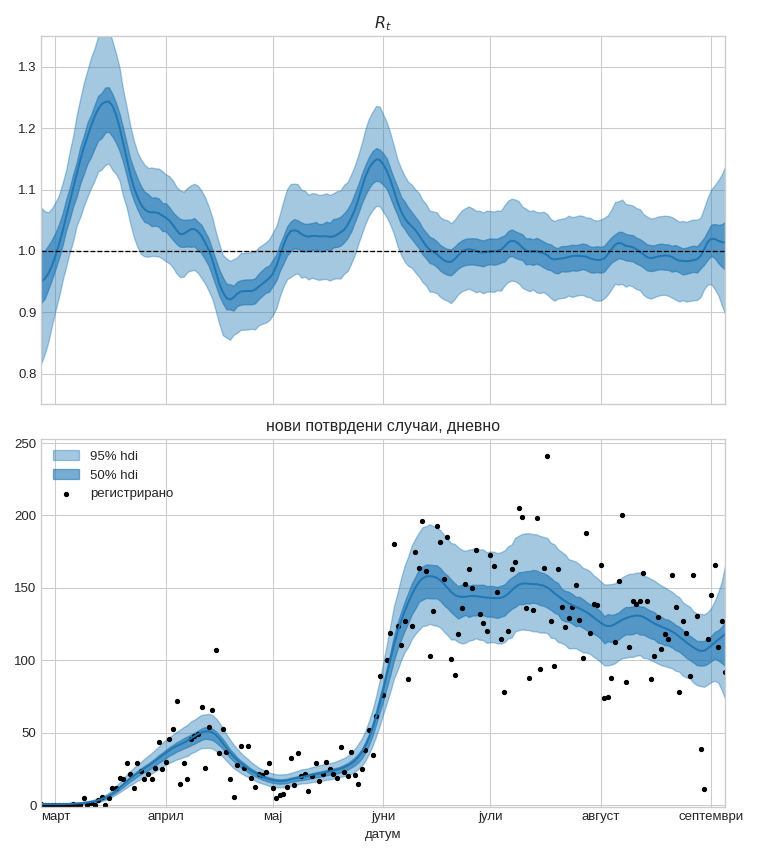 R_t
1.3
1.2
1.1
1.0
0.9
0.8
нови потврдени случаи, дневно
250
200
150
100
50
0
95% hdi
50% hdi
регистрирано
март април мај јуни јули август септември
датум